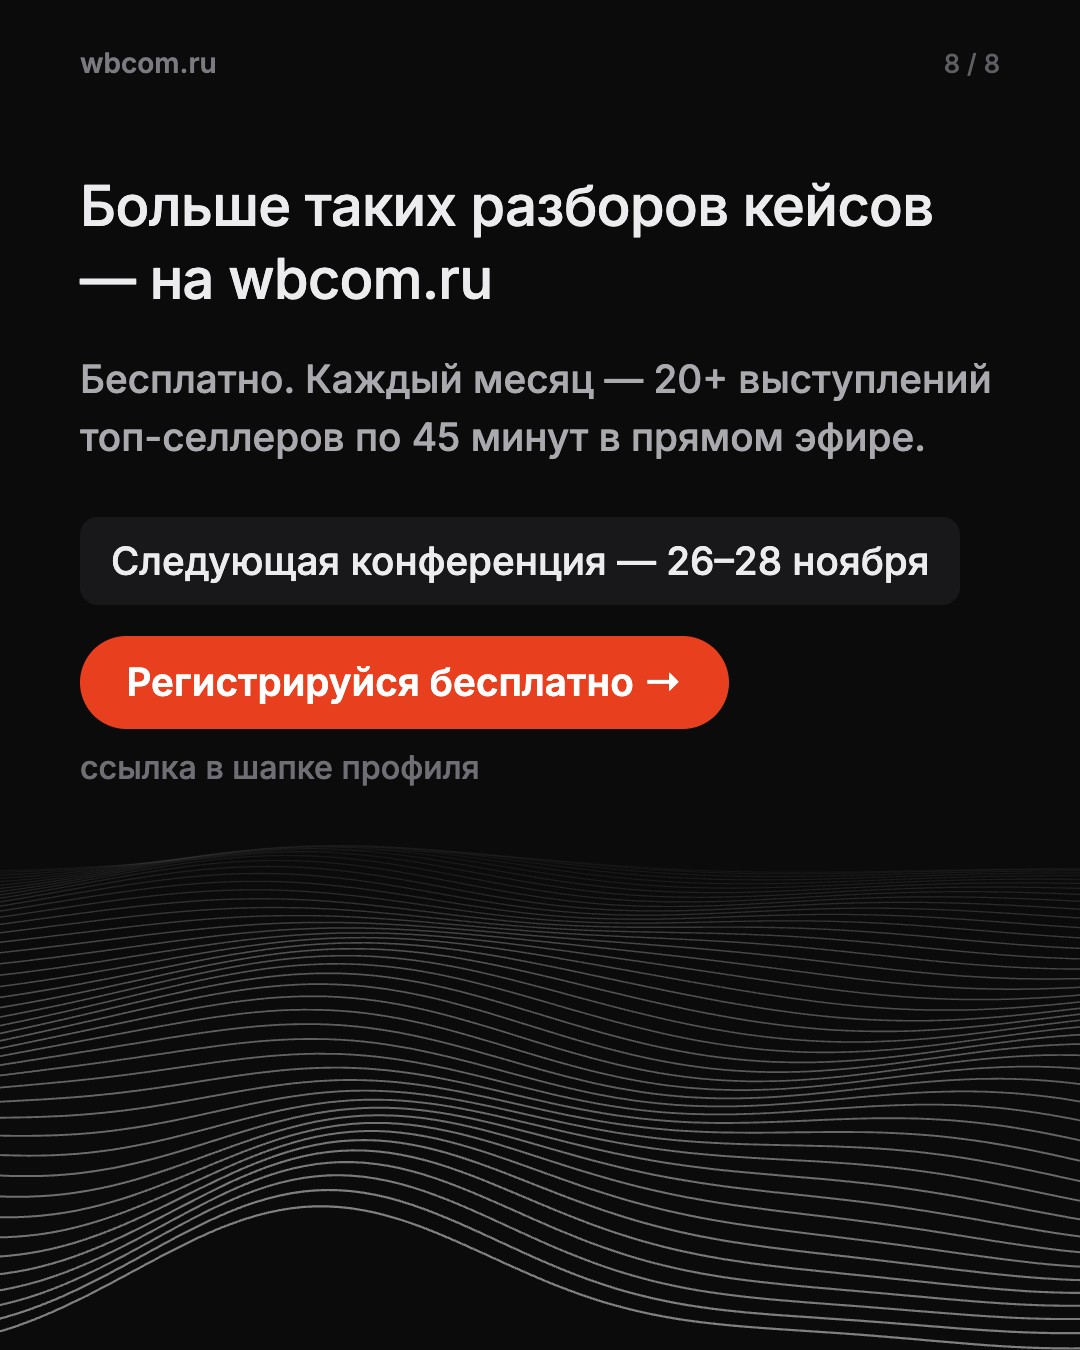 wbcom.ru
8 / 8
Больше таких разборов кейсов
— на wbcom.ru
Бесплатно. Каждый месяц — 20+ выступлений
топ-селлеров по 45 минут в прямом эфире.
Следующая конференция — 26–28 ноября
Регистрируйся бесплатно →
ссылка в шапке профиля